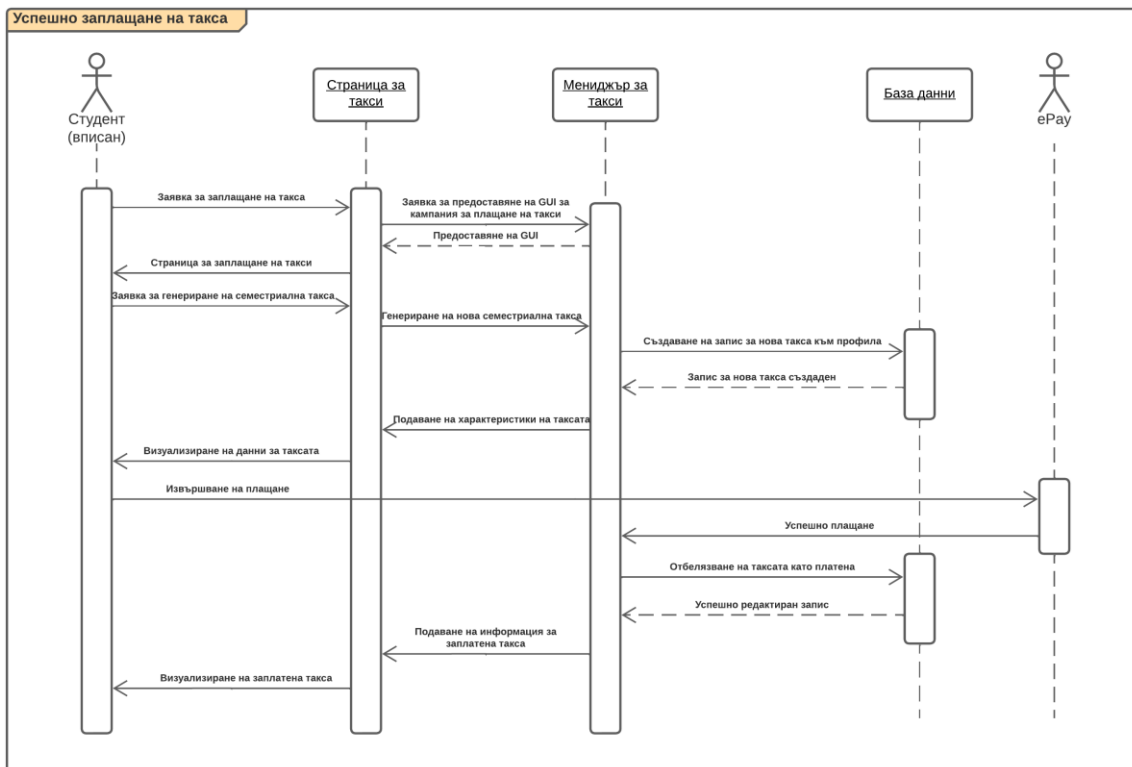 Успешно заплащане на такса
Студент
(вписан)
Страница за
такси
Мениджър за
такси
База данни
ePay
Заявка за заплащане на такса
Заявка за предоставяне на GUI за
кампания за плащане на такси
Предоставяне на GUI
Страница за заплащане на такси
Заявка за генериране на семестриална такса
Генериране на нова семестриална такса
Създаване на запис за нова такса към профила
Запис за нова такса създаден
Подаване на характеристики на таксата
Визуализиране на данни за таксата
Извършване на плащане
Успешно плащане
Отбелязване на таксата като платена
Успешно редактиран запис
Подаване на информация за
заплатена такса
Визуализиране на заплатена такса